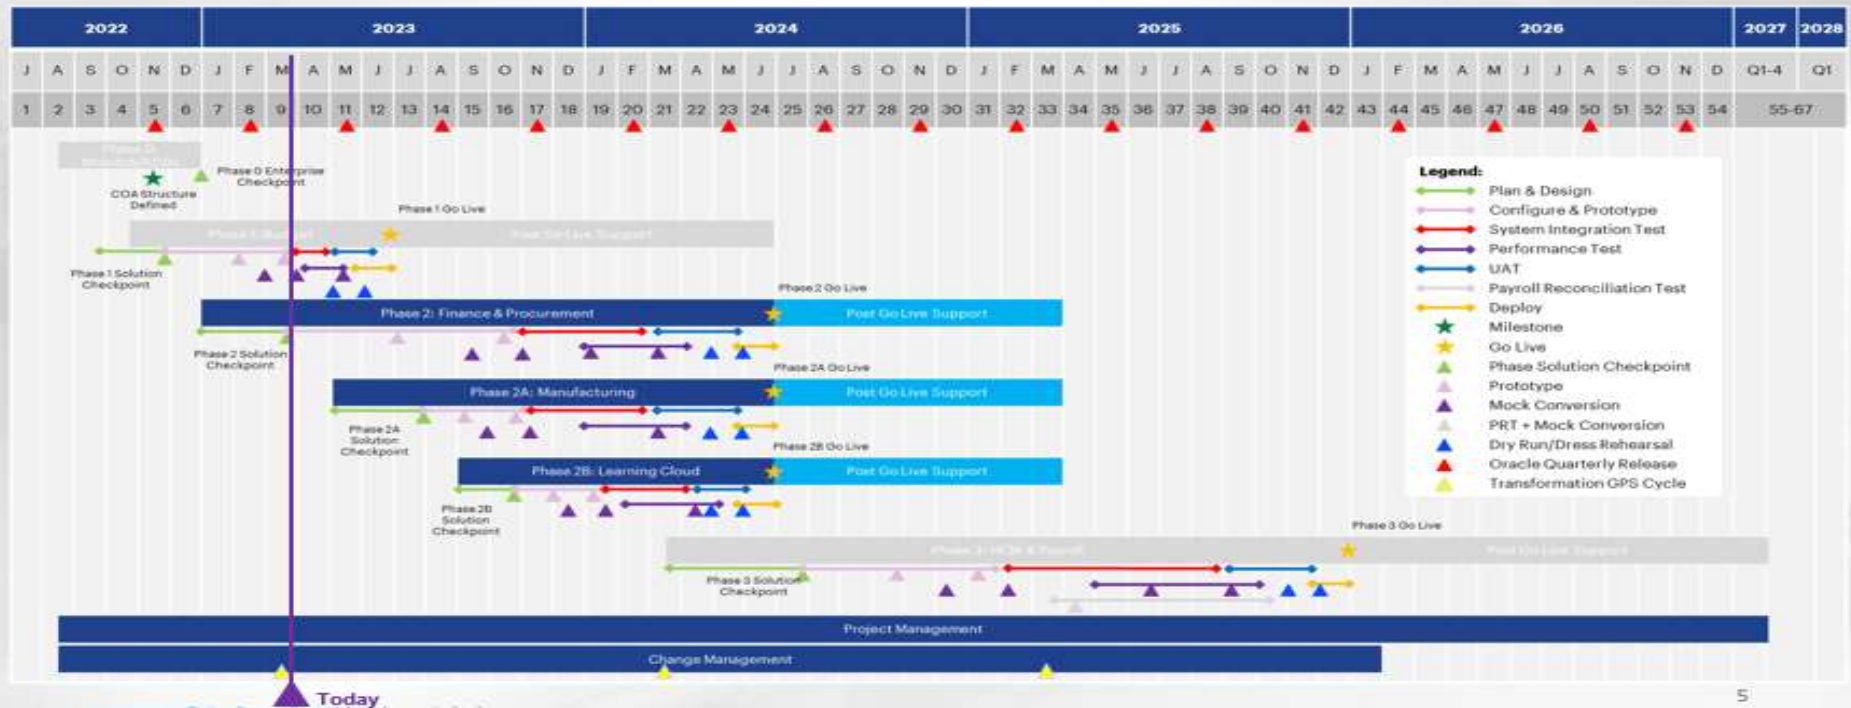 2022 2023 2024 2025 2026 2027 2028
J A S O N D J F M A M J J A S O N D J F M A M J J A S O N D J F M A M J J A S O N D J F M A M J J A S O N D Q1-4 Q1
1 2 3 4 5 6 7 8 9 10 11 12 13 14 15 16 17 18 19 20 21 22 23 24 25 26 27 28 29 30 31 32 33 34 35 36 37 38 39 40 41 42 43 44 45 46 47 48 49 50 51 52 53 54 55-67
Phase 0 Enterprise
Checkpoint
COA Structure
Defined
Phase 1 Go Live
Post Go Live Support
Phase 1 Solution
Checkpoint
Phase 2 Go Live
Phase 2: Finance & Procurement
Post Go Live Support
Phase 2 Solution
Checkpoint
Phase 2A Go Live
Phase 2A: Manufacturing
Post Go Live Support
Phase 2A
Solution
Checkpoint
Phase 2B Go Live
Phase 2B: Learning Cloud
Post Go Live Support
Phase 2B
Solution
Checkpoint
Phase 3 Go Live
Post Go Live Support
Phase 3 Solution
Checkpoint
Project Management
Change Management
Today
Legend:
Plan & Design
Configure & Prototype
System Integration Test
Performance Test
UAT
Payroll Reconciliation Test
Deploy
Milestone
Go Live
Phase Solution Checkpoint
Prototype
Mock Conversion
PRT + Mock Conversion
Dry Run/Dress Rehearsal
Oracle Quarterly Release
Transformation GPS Cycle
5